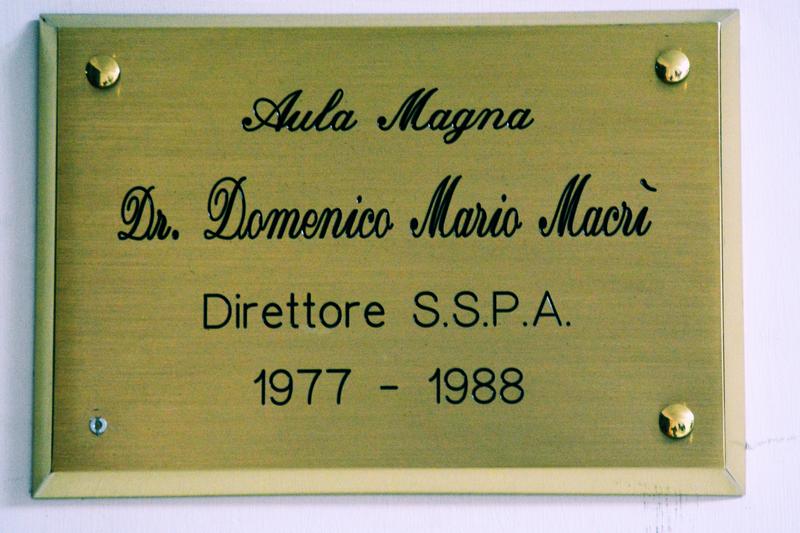 Aula Magna
Dr. Domenico Mario Macrì
Direttore S.S.P.A.
1977 - 1988